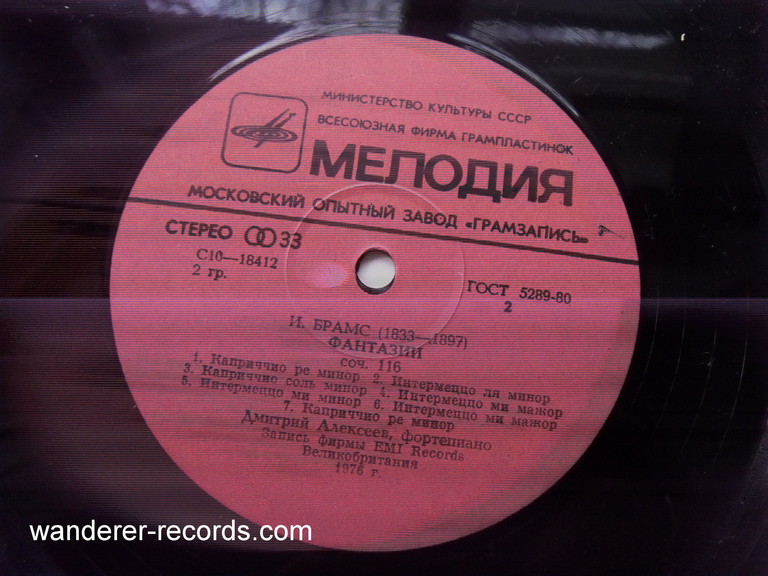 МИНИСТЕРСТВО КУЛЬТУРЫ СССР
ВСЕСОЮЗНАЯ ФИРМА ГРАМПЛАСТИНОК
МЕЛОДИЯ
МОСКОВСКИЙ ОПЫТНЫЙ ЗАВОД «ГРАМЗАПИСЬ»
СТЕРЕО 33
С10—18412
2 гр.
ГОСТ 5289-80
2
И. БРАМС (1833—1897)
ФАНТАЗИИ
соч. 116
1. Каприччио ре минор 2. Интермеццо ля минор
3. Каприччио соль минор 4. Интермеццо ми мажор
5. Интермеццо ми минор 6. Интермеццо ми мажор
7. Каприччио ре минор
Дмитрий Алексеев, фортепиано
Запись фирмы EMI Records
Великобритания
1976 г.
wanderer-records.com